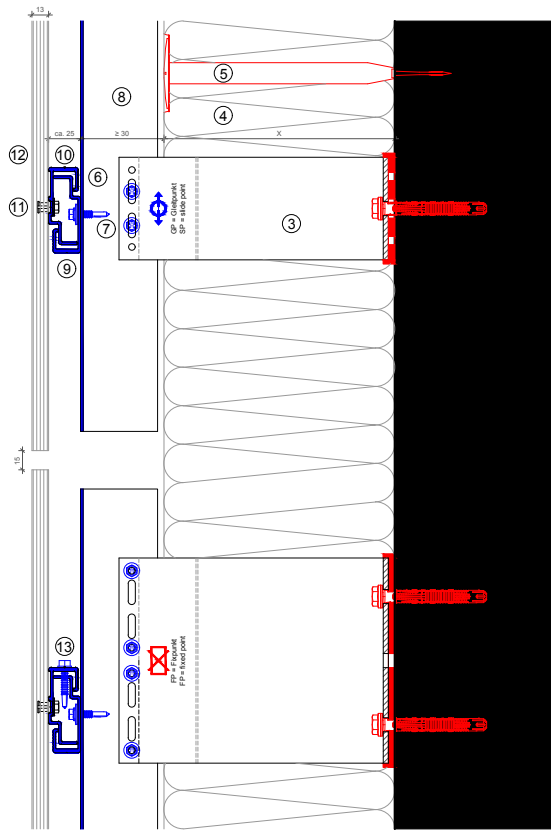 13
5
8
4
ca. 25
≥ 30
X
12
10
6
11
7
GP = Gleitpunkt
SP = slide point
3
9
15
13
FP = Fixpunkt
FP = fixed point